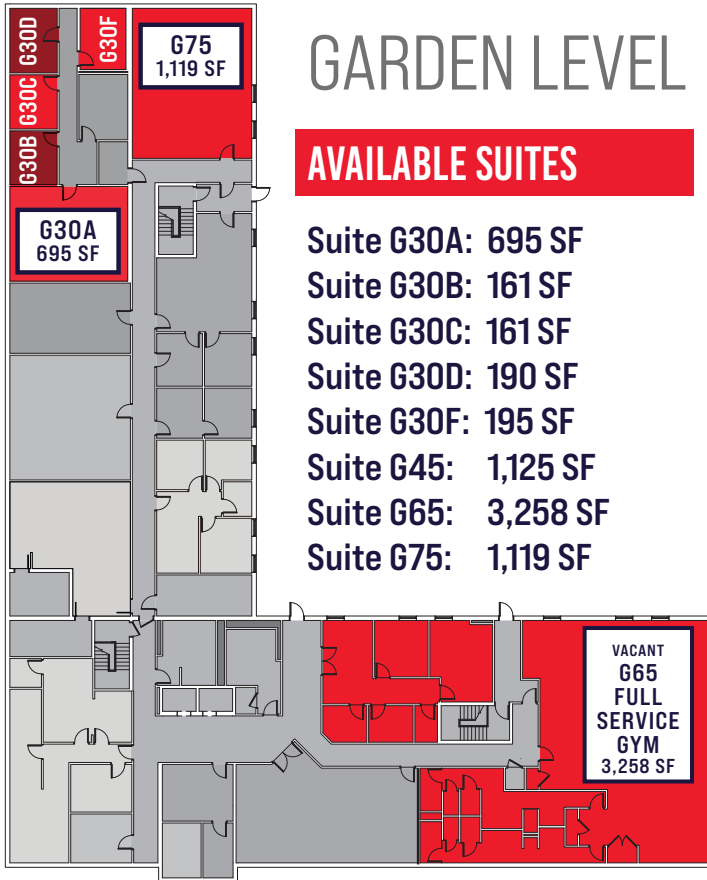 GARDEN LEVEL
AVAILABLE SUITES
Suite G30A: 695 SF
Suite G30B: 161 SF
Suite G30C: 161 SF
Suite G30D: 190 SF
Suite G30F: 195 SF
Suite G45: 1,125 SF
Suite G65: 3,258 SF
Suite G75: 1,119 SF
G30D
G30F
G75
1,119 SF
G30C
G30B
G30A
695 SF
VACANT
G65
FULL
SERVICE
GYM
3,258 SF